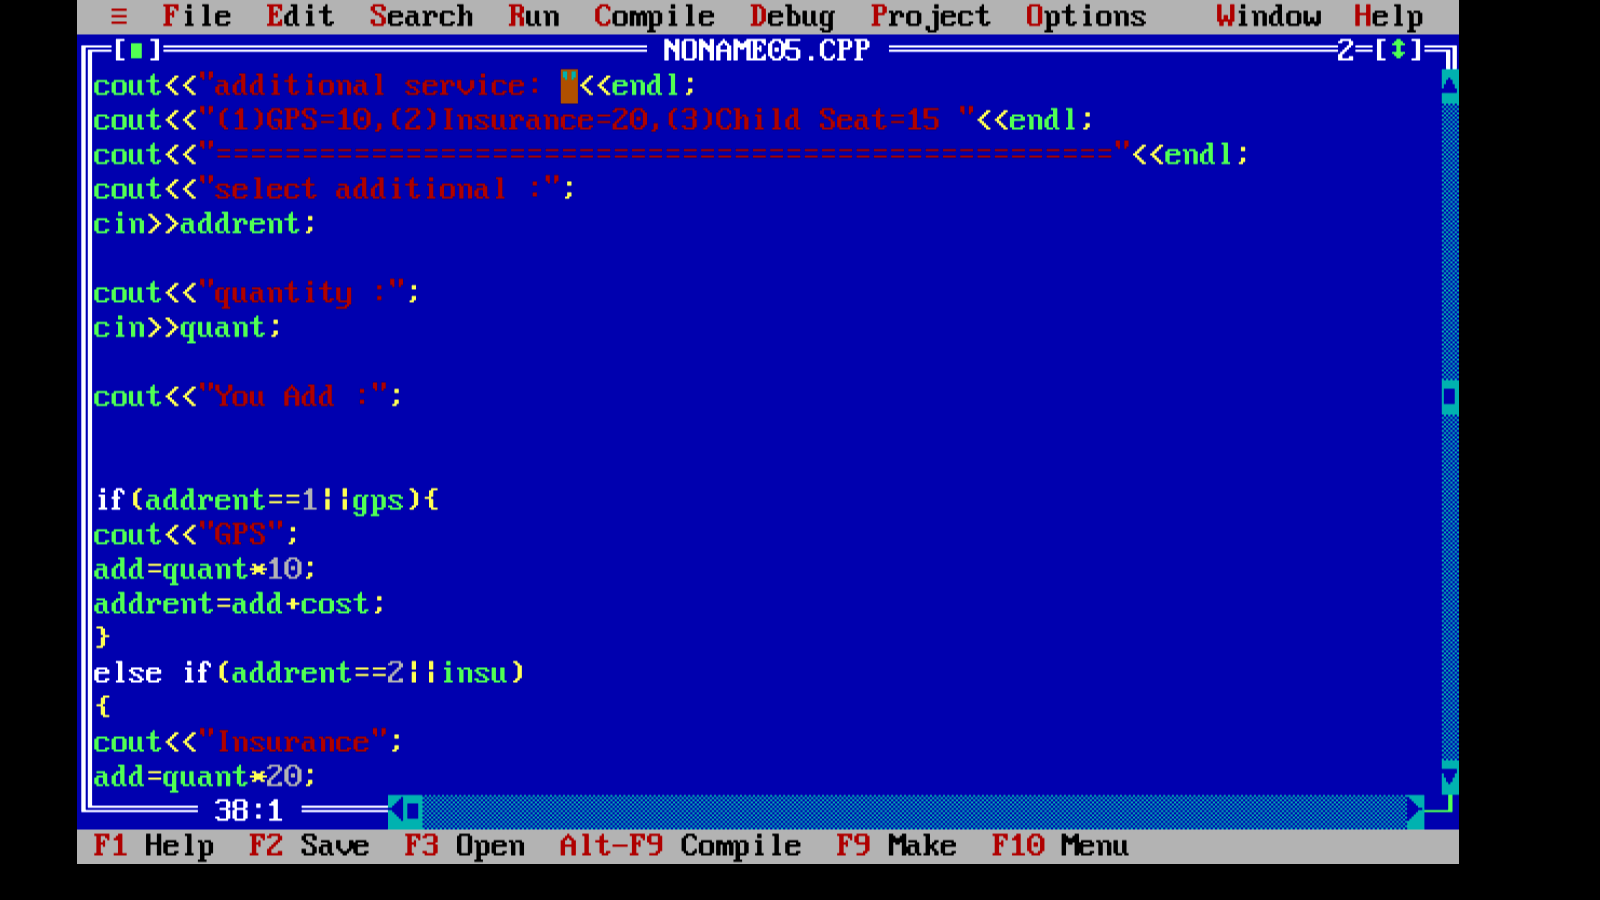 ≡ File Edit Search Run Compile Debug Project Options Window Help
[■] NONAME05.CPP 2=[↕]
cout<<"additional service: "<<endl;
cout<<"(1)GPS=10,(2)Insurance=20,(3)Child Seat=15 "<<endl;
cout<<"===================================================="<<endl;
cout<<"select additional :";
cin>>addrent;
cout<<"quantity :";
cin>>quant;
cout<<"You Add :";
if(addrent==1||gps){
cout<<"GPS";
add=quant*10;
addrent=add+cost;
}
else if(addrent==2||insu)
{
cout<<"Insurance";
add=quant*20;
38:1
F1 Help F2 Save F3 Open Alt-F9 Compile F9 Make F10 Menu